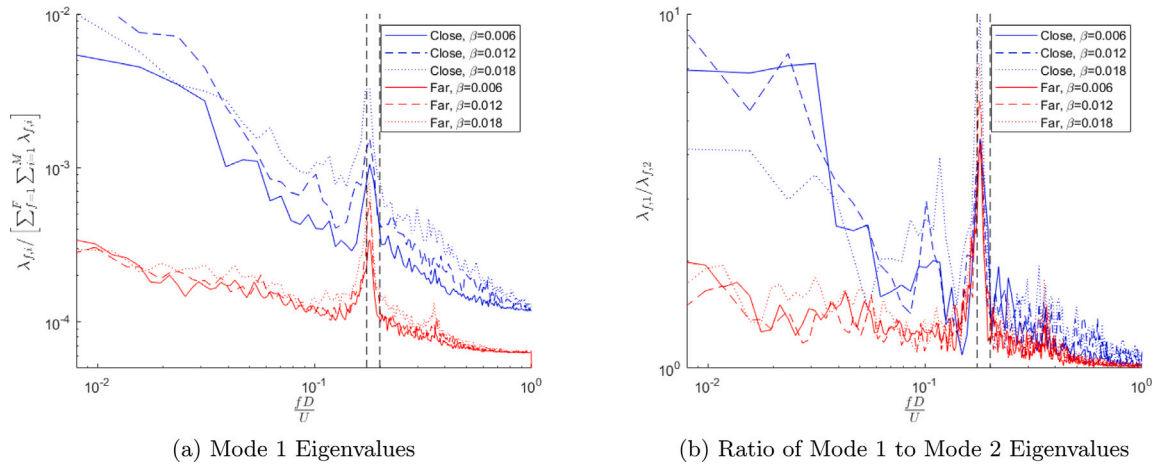 10^{-2}
10^{-3}
10^{-4}
λ_{f,i}/ [ ∑_{f=1}^{F} ∑_{i=1}^{M} λ_{f,i} ]
Close, β=0.006
Close, β=0.012
Close, β=0.018
Far, β=0.006
Far, β=0.012
Far, β=0.018
10^{-2} 10^{-1} 10^{0}
fD/U
(a) Mode 1 Eigenvalues
10^{1}
10^{0}
λ_{f,1}/λ_{f,2}
Close, β=0.006
Close, β=0.012
Close, β=0.018
Far, β=0.006
Far, β=0.012
Far, β=0.018
10^{-2} 10^{-1} 10^{0}
fD/U
(b) Ratio of Mode 1 to Mode 2 Eigenvalues